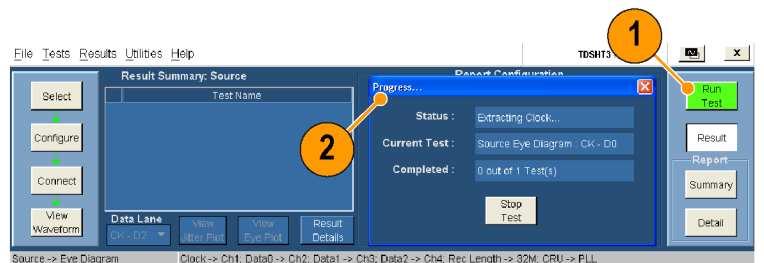 1
File Tests Results Utilities Help
TDSHT3
x
Result Summary: Source
Report Configuration
Select
Configure
Connect
View
Waveform
Test Name
Progress...
Status :
Extracting Clock...
Current Test :
Source Eye Diagram : CK - D0
Completed :
0 out of 1 Test(s)
Stop
Test
2
Data Lane
CK - D2
View
Jitter Plot
View
Eye Plot
Result
Details
Run
Test
Result
Report
Summary
Detail
Source -> Eye Diagram
Clock -> Ch1; Data0 -> Ch2; Data1 -> Ch3; Data2 -> Ch4; Rec Length -> 32M; CRU -> PLL